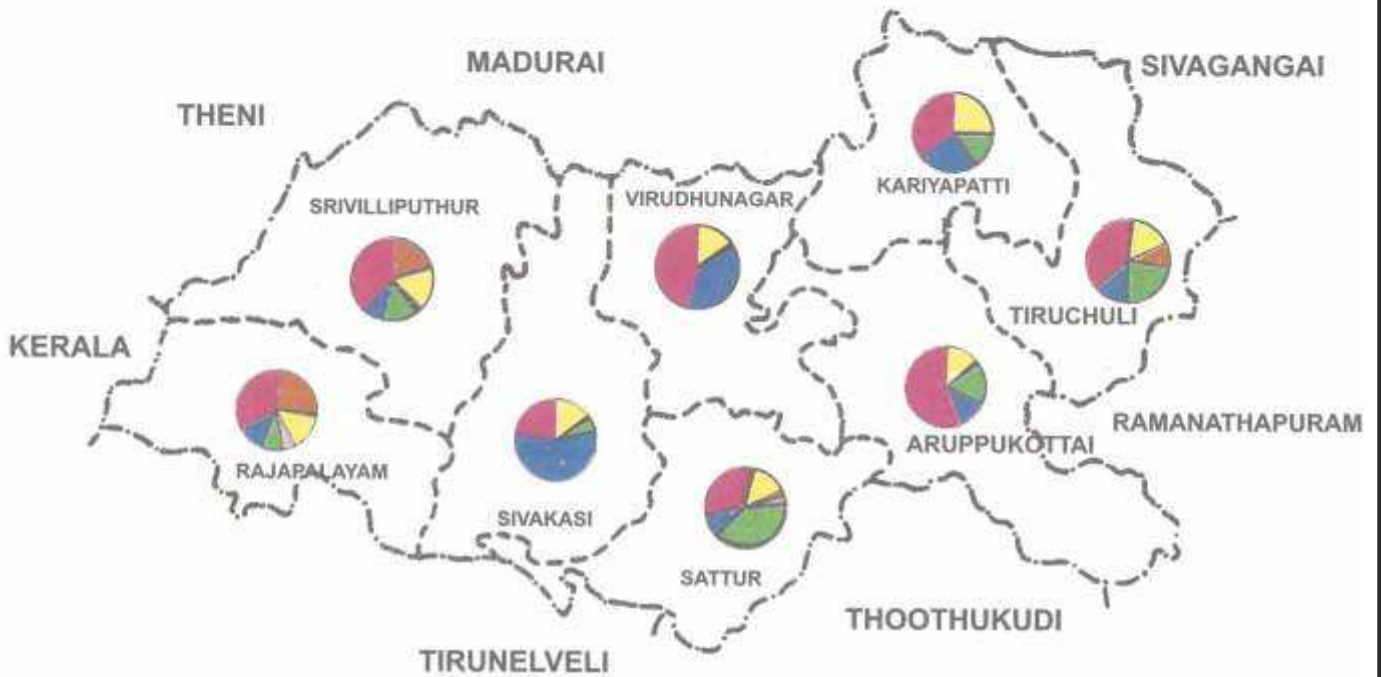 MADURAI
SIVAGANGAI
THENI
KARIYAPATTI
VIRUDHUNAGAR
SRIVILLIPUTHUR
TIRUCHULI
KERALA
RAMANATHAPURAM
ARUPPUKOTTAI
RAJAPALAYAM
SIVAKASI
SATTUR
THOOTHUKUDI
TIRUNELVELI